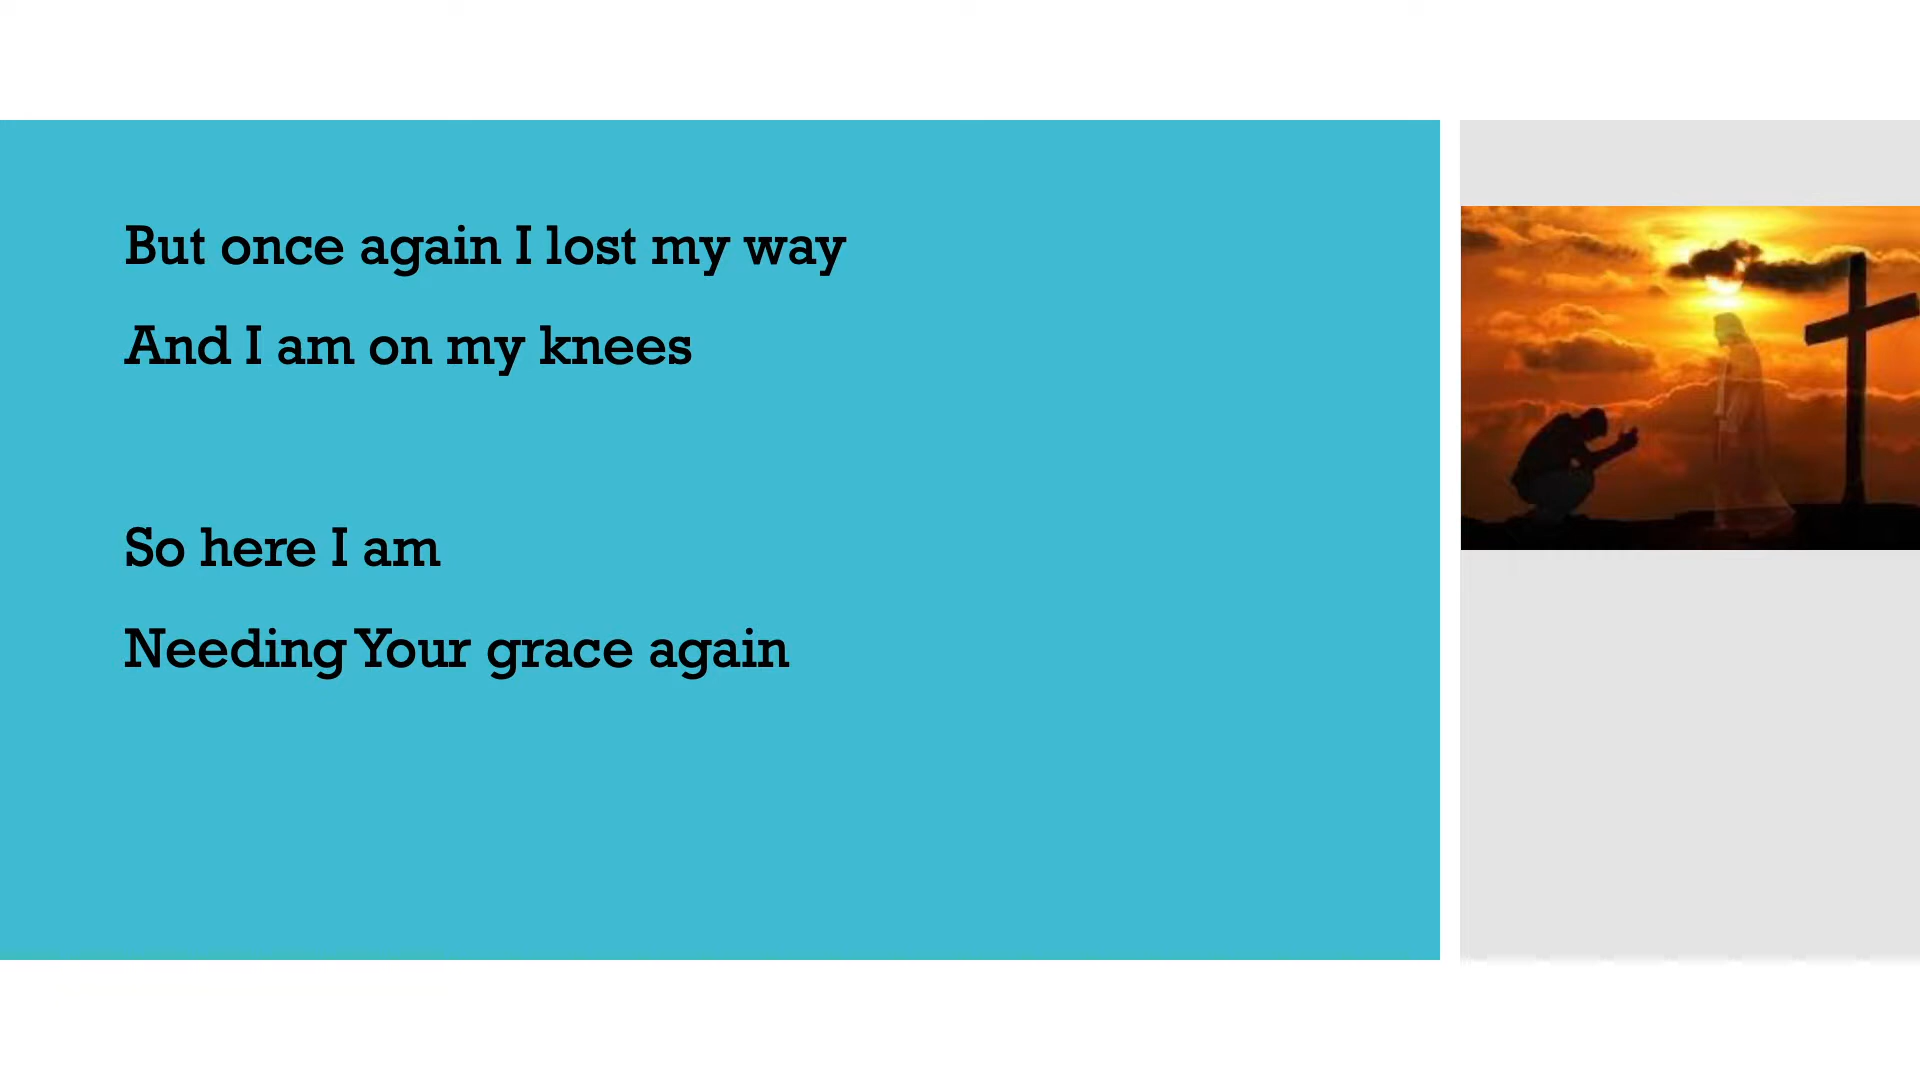 But once again I lost my way
And I am on my knees
So here I am
Needing Your grace again